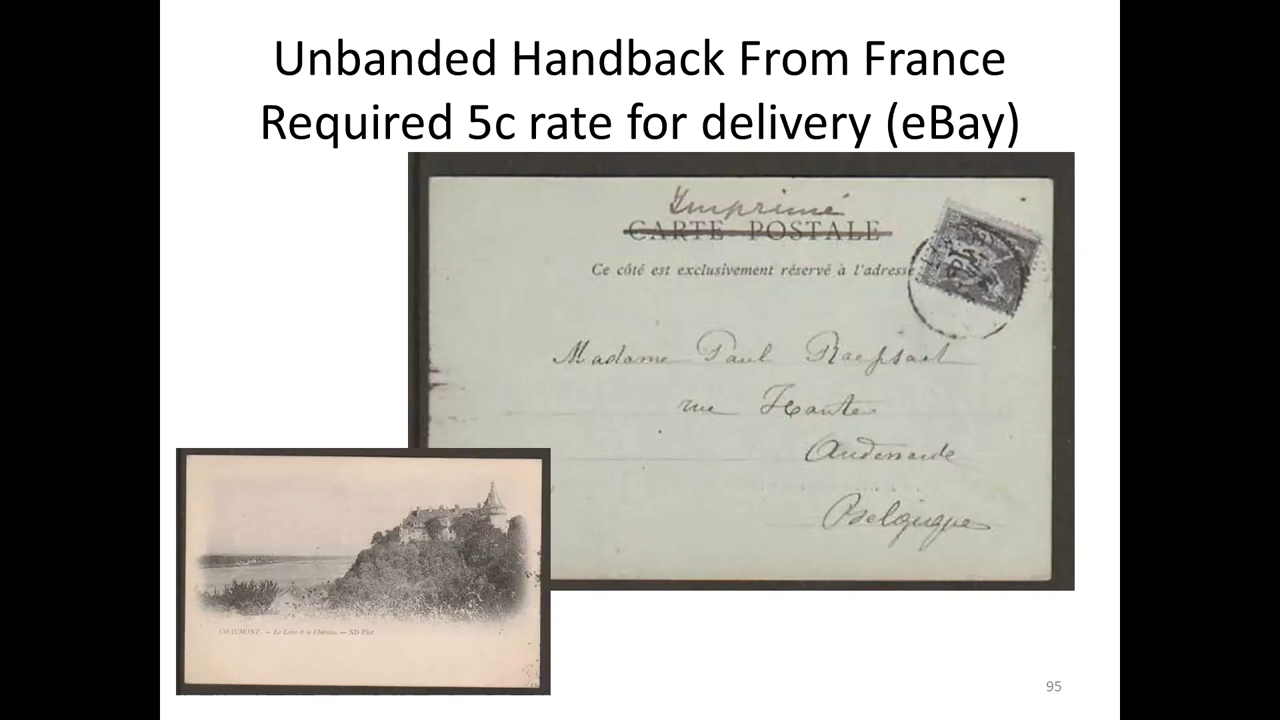 Unbanded Handback From France
Required 5c rate for delivery (eBay)
Imprimé
CARTE POSTALE
Ce côté est exclusivement réservé à l'adresse
Madame Paul Raepsaet
rue Haute
Audenarde
Belgique
CHAUMONT. — La Loire & le Château. — ND Phot
95